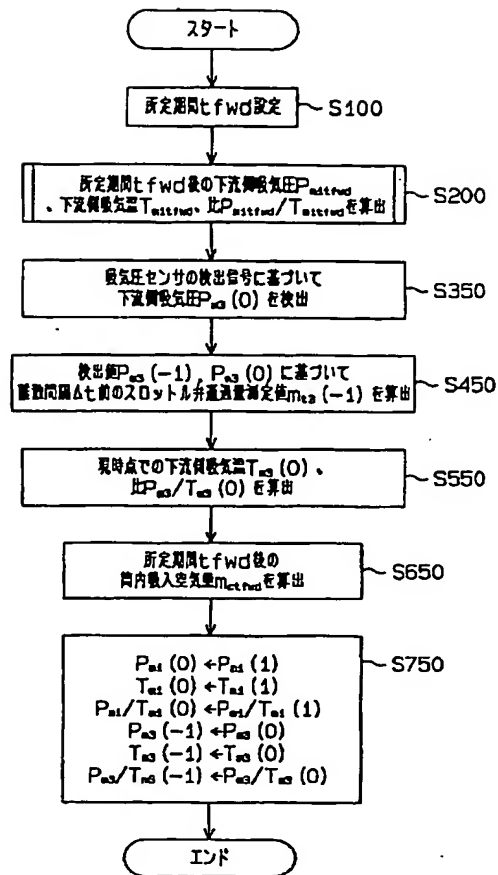 スタート
所定期間tfwd設定
S100
所定期間tfwd後の下流側吸気圧Pm1tfwd
、下流側吸気温Tm1tfwd、比Pm1tfwd/Tm1tfwdを算出
S200
吸気圧センサの検出信号に基づいて
下流側吸気圧Pm3(0)を検出
S350
検出値Pm3(-1), Pm3(0)に基づいて
離散間隔Δt前のスロットル弁通過量測定値mt3(-1)を算出
S450
現時点での下流側吸気温Tm3(0)、
比Pm3/Tm3(0)を算出
S550
所定期間tfwd後の
筒内吸入空気量mctfwdを算出
S650
Pm1(0)←Pm1(1)
Tm1(0)←Tm1(1)
Pm1/Tm1(0)←Pm1/Tm1(1)
Pm3(-1)←Pm3(0)
Tm3(-1)←Tm3(0)
Pm3/Tm3(-1)←Pm3/Tm3(0)
S750
エンド